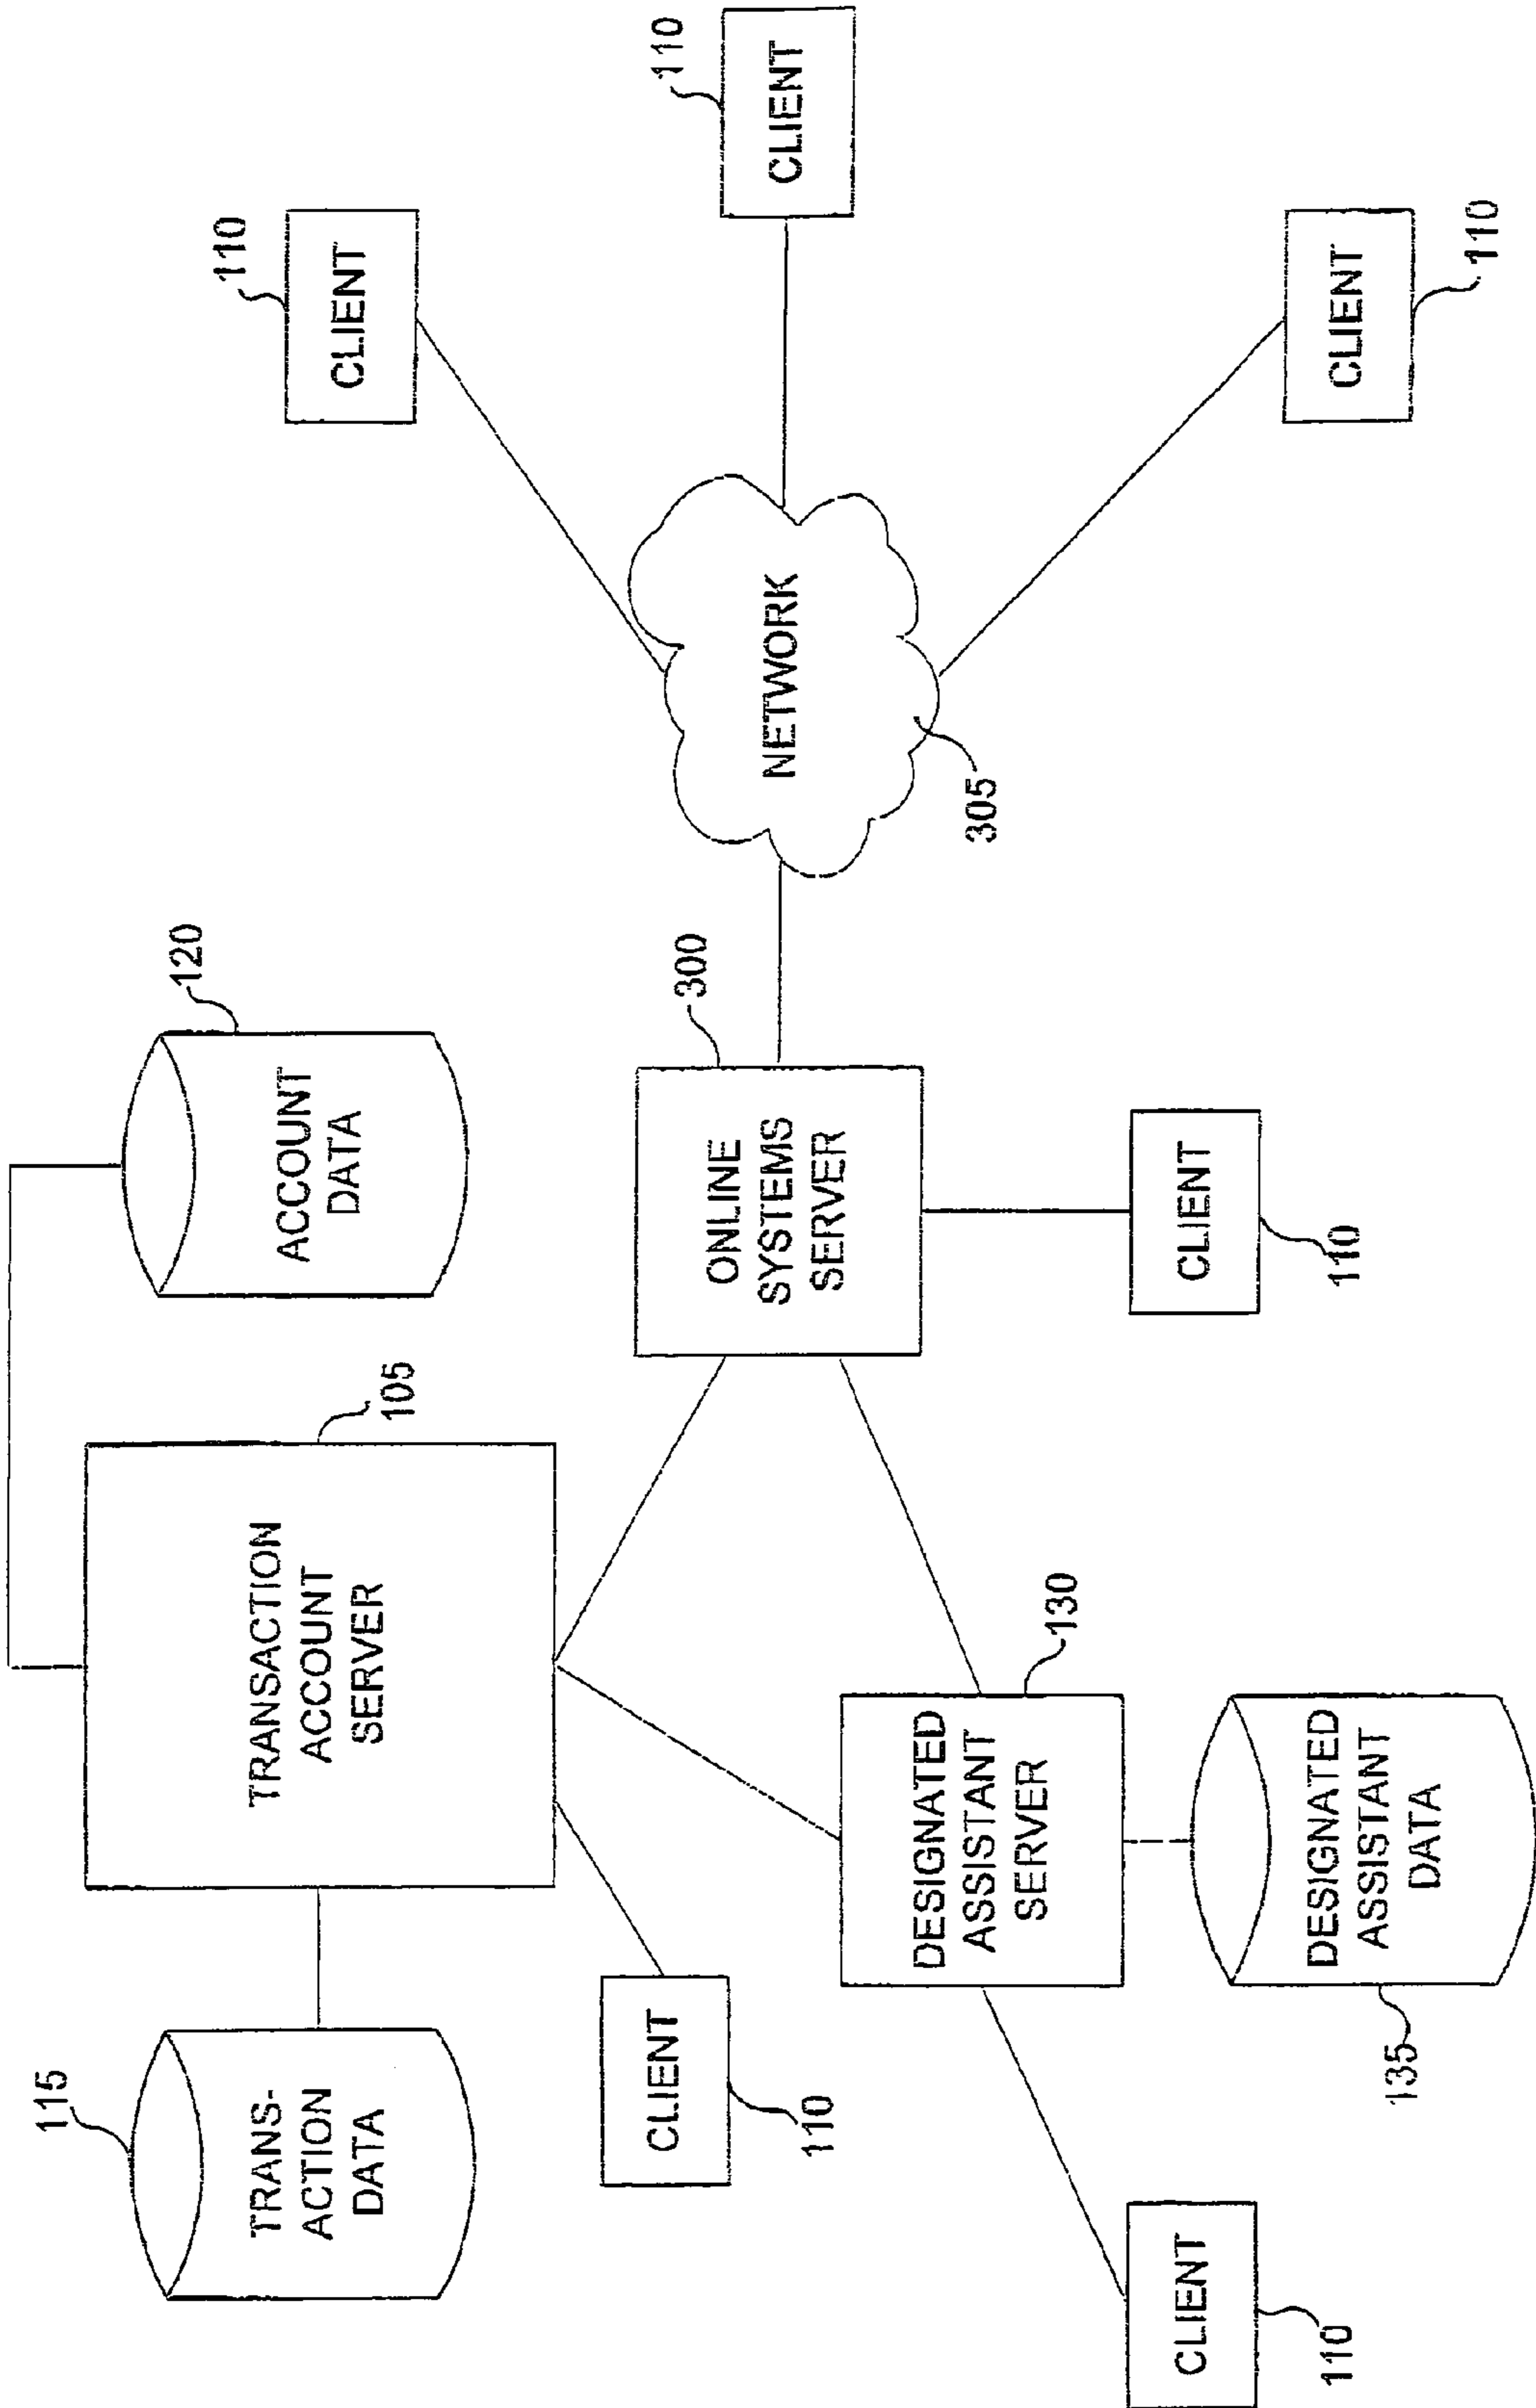 115
TRANS-
ACTION
DATA
TRANSACTION
ACCOUNT
SERVER
105
120
ACCOUNT
DATA
110
CLIENT
110
CLIENT
CLIENT
110
ONLINE
SYSTEMS
SERVER
300
NETWORK
305
DESIGNATED
ASSISTANT
SERVER
130
CLIENT
110
CLIENT
110
CLIENT
110
DESIGNATED
ASSISTANT
DATA
135